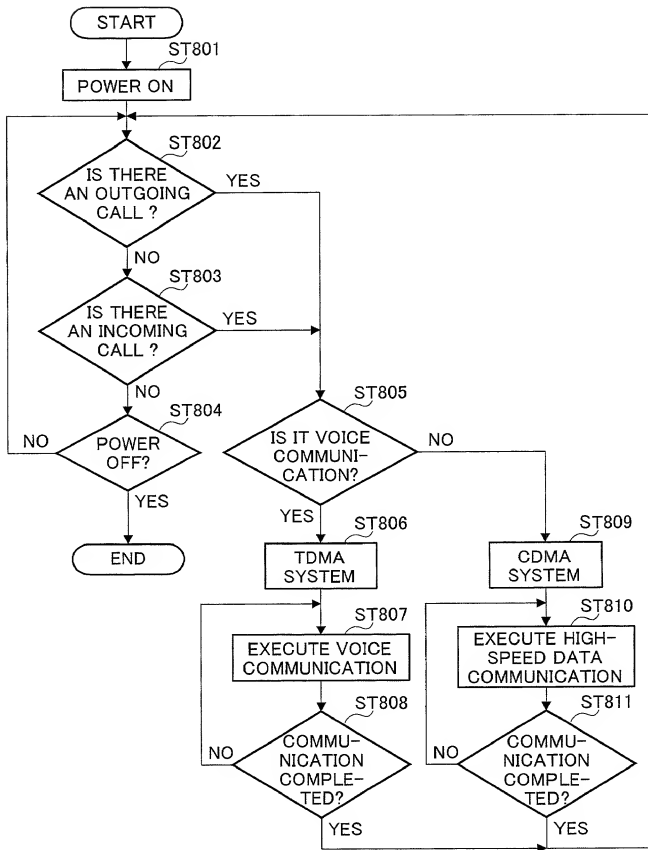 START
ST801
POWER ON
ST802
IS THERE
AN OUTGOING
CALL ?
YES
NO
ST803
IS THERE
AN INCOMING
CALL ?
YES
NO
ST804
POWER
OFF?
NO
YES
END
ST805
IS IT VOICE
COMMUNI-
CATION?
NO
YES
ST806
TDMA
SYSTEM
ST807
EXECUTE VOICE
COMMUNICATION
ST808
COMMU-
NICATION
COMPLE-
TED?
NO
YES
ST809
CDMA
SYSTEM
ST810
EXECUTE HIGH-
SPEED DATA
COMMUNICATION
ST811
COMMU-
NICATION
COMPLE-
TED?
NO
YES